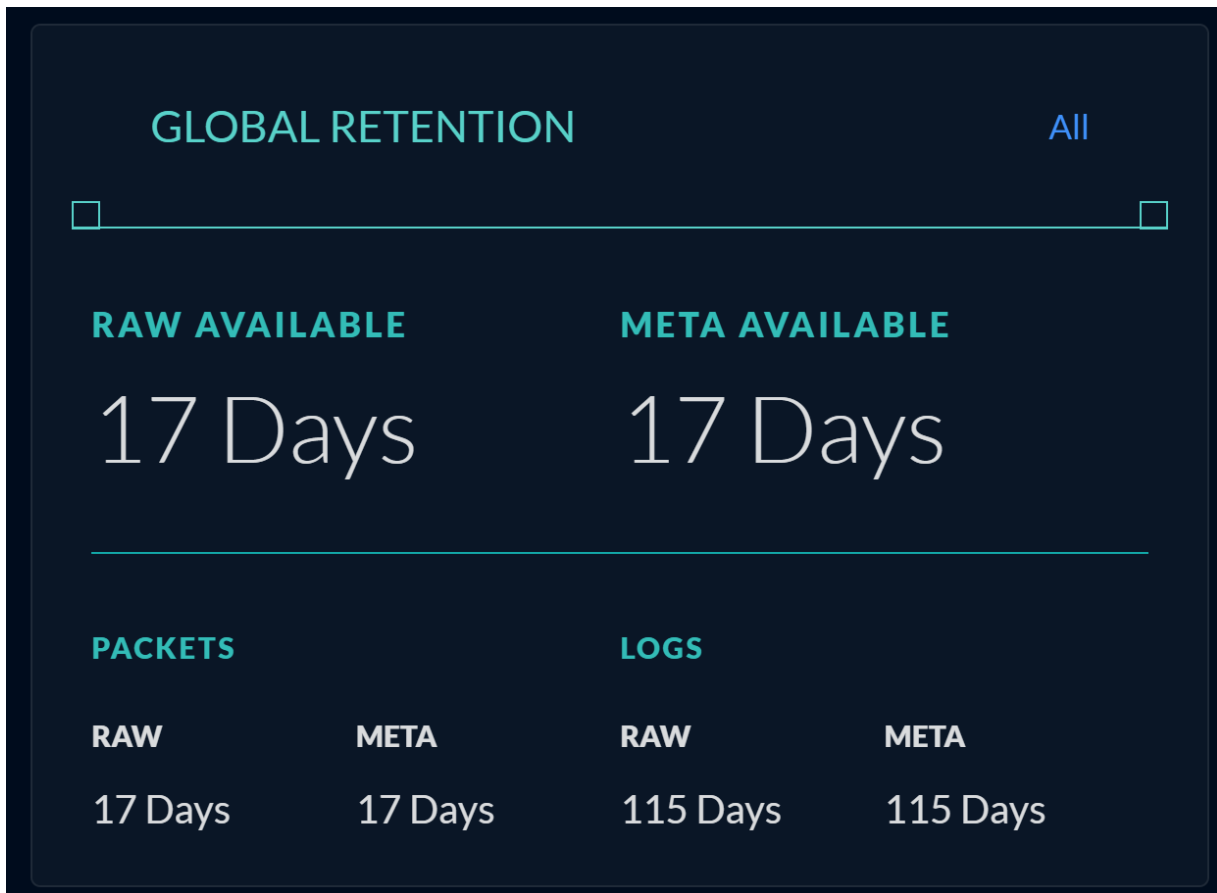 GLOBAL RETENTION All
RAW AVAILABLE META AVAILABLE
17 Days 17 Days
PACKETS LOGS
RAW META RAW META
17 Days 17 Days 115 Days 115 Days